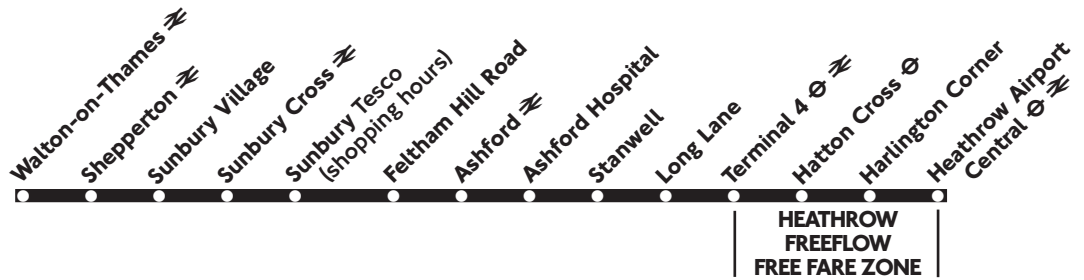 Walton-on-Thames
Shepperton
Sunbury Village
Sunbury Cross
Sunbury Tesco
(shopping hours)
Feltham Hill Road
Ashford
Ashford Hospital
Stanwell
Long Lane
Terminal 4
Hatton Cross
Harlington Corner
Heathrow Airport
Central
HEATHROW
FREEFLOW
FREE FARE ZONE